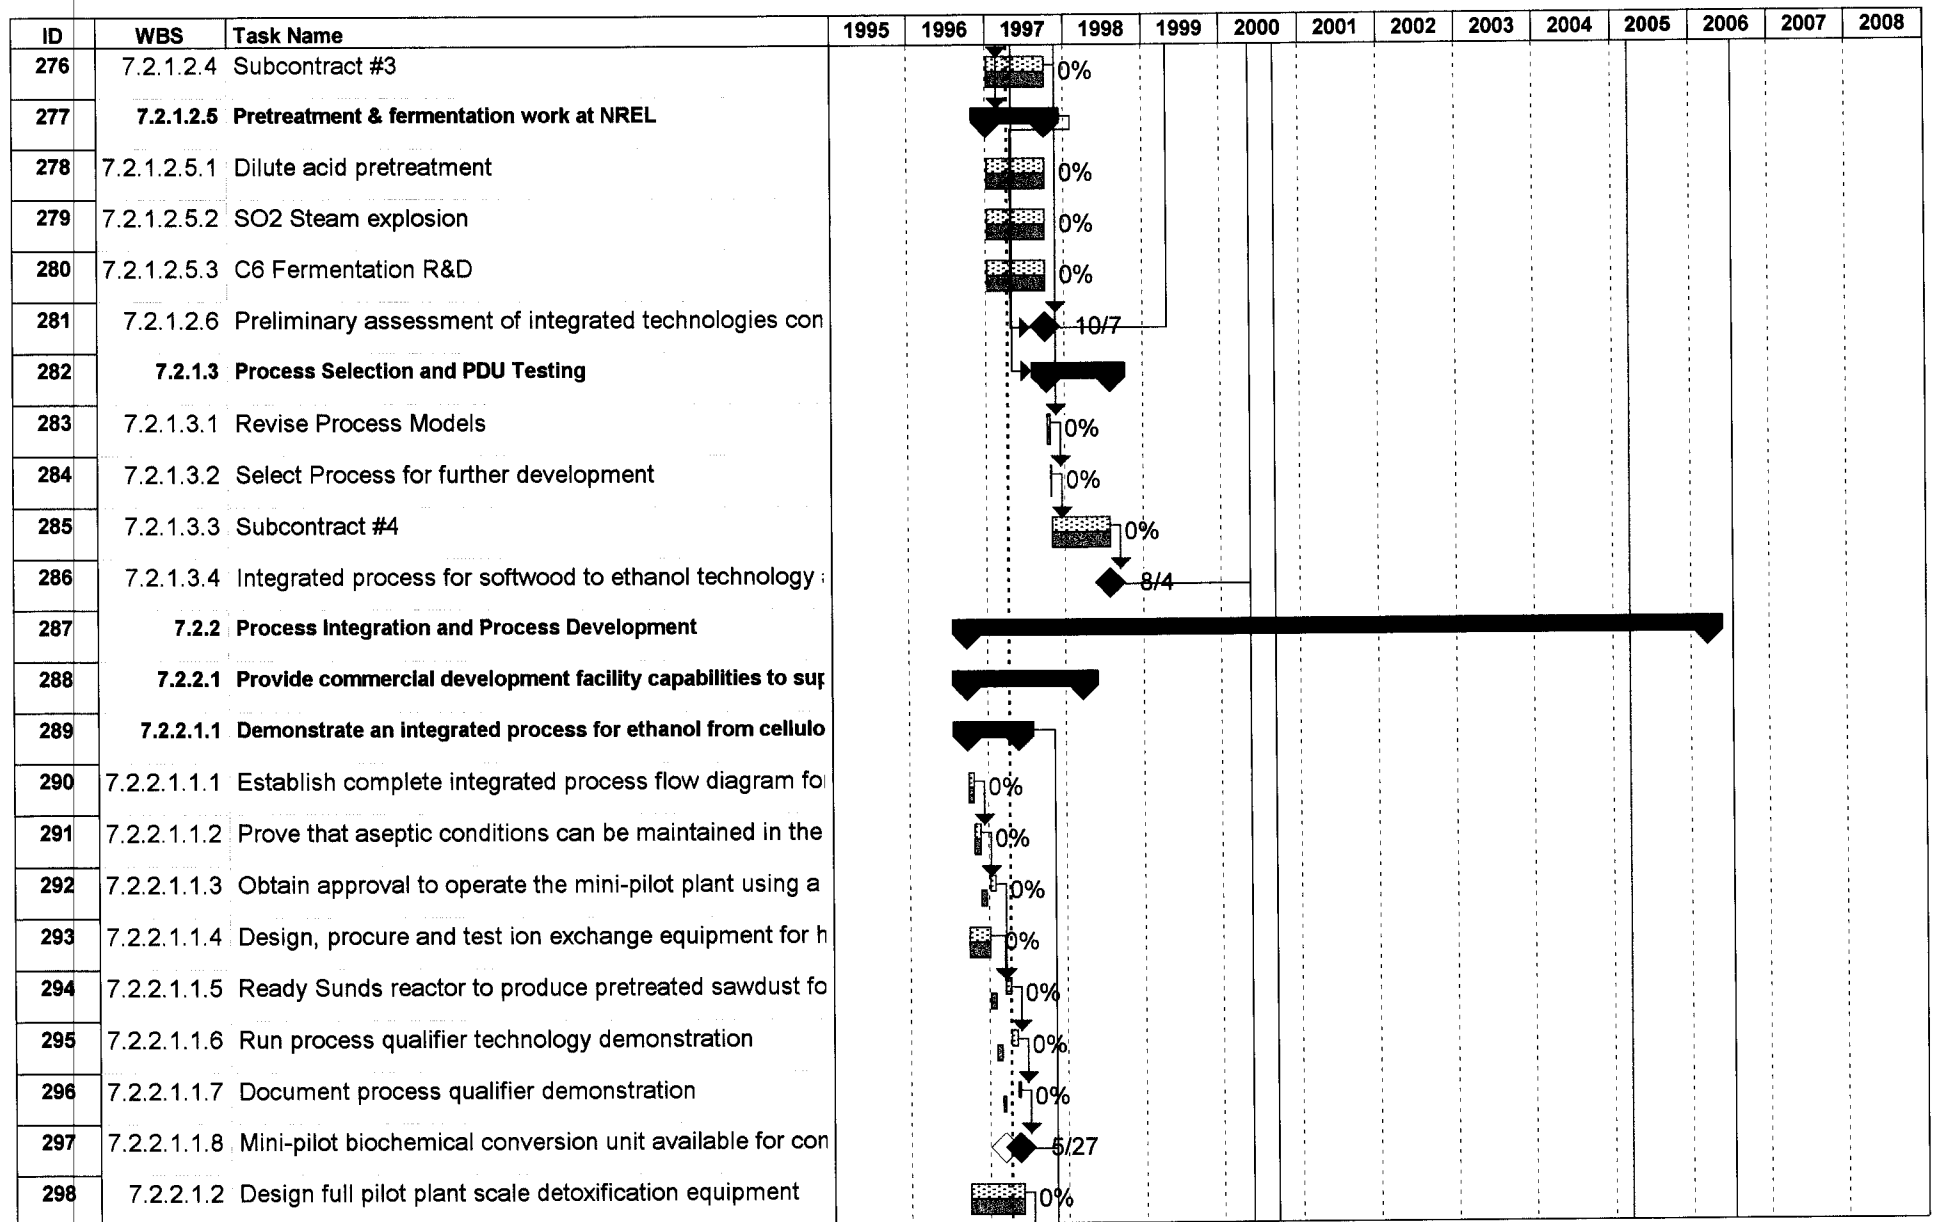 ID WBS Task Name 1995 1996 1997 1998 1999 2000 2001 2002 2003 2004 2005 2006 2007 2008
276 7.2.1.2.4 Subcontract #3 0%
277 7.2.1.2.5 Pretreatment & fermentation work at NREL
278 7.2.1.2.5.1 Dilute acid pretreatment 0%
279 7.2.1.2.5.2 SO2 Steam explosion 0%
280 7.2.1.2.5.3 C6 Fermentation R&D 0%
281 7.2.1.2.6 Preliminary assessment of integrated technologies con 10/7
282 7.2.1.3 Process Selection and PDU Testing
283 7.2.1.3.1 Revise Process Models 0%
284 7.2.1.3.2 Select Process for further development 0%
285 7.2.1.3.3 Subcontract #4 0%
286 7.2.1.3.4 Integrated process for softwood to ethanol technology 8/4
287 7.2.2 Process Integration and Process Development
288 7.2.2.1 Provide commercial development facility capabilities to sup
289 7.2.2.1.1 Demonstrate an integrated process for ethanol from cellulo
290 7.2.2.1.1.1 Establish complete integrated process flow diagram fo 0%
291 7.2.2.1.1.2 Prove that aseptic conditions can be maintained in the 0%
292 7.2.2.1.1.3 Obtain approval to operate the mini-pilot plant using a 0%
293 7.2.2.1.1.4 Design, procure and test ion exchange equipment for h 0%
294 7.2.2.1.1.5 Ready Sunds reactor to produce pretreated sawdust fo 0%
295 7.2.2.1.1.6 Run process qualifier technology demonstration 0%
296 7.2.2.1.1.7 Document process qualifier demonstration 0%
297 7.2.2.1.1.8 Mini-pilot biochemical conversion unit available for con 5/27
298 7.2.2.1.2 Design full pilot plant scale detoxification equipment 0%